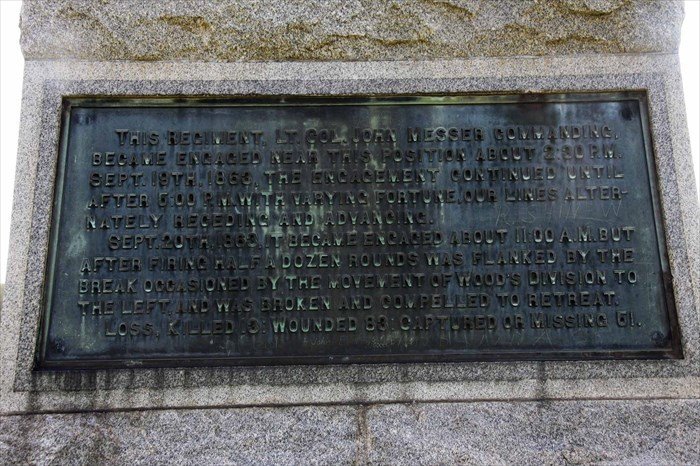 THIS REGIMENT, LT. COL. JOHN MESSER COMMANDING,
BECAME ENGAGED NEAR THIS POSITION ABOUT 2:30 P.M.
SEPT. 19TH, 1863, THE ENGAGEMENT CONTINUED UNTIL
AFTER 5:00 P.M. WITH VARYING FORTUNE, OUR LINES ALTER-
NATELY RECEDING AND ADVANCING.
SEPT. 20TH, 1863, IT BECAME ENGAGED ABOUT 11:00 A.M. BUT
AFTER FIRING HALF A DOZEN ROUNDS WAS FLANKED BY THE
BREAK OCCASIONED BY THE MOVEMENT OF WOOD'S DIVISION TO
THE LEFT, AND WAS BROKEN AND COMPELLED TO RETREAT.
LOSS, KILLED 13; WOUNDED 83; CAPTURED OR MISSING 51.